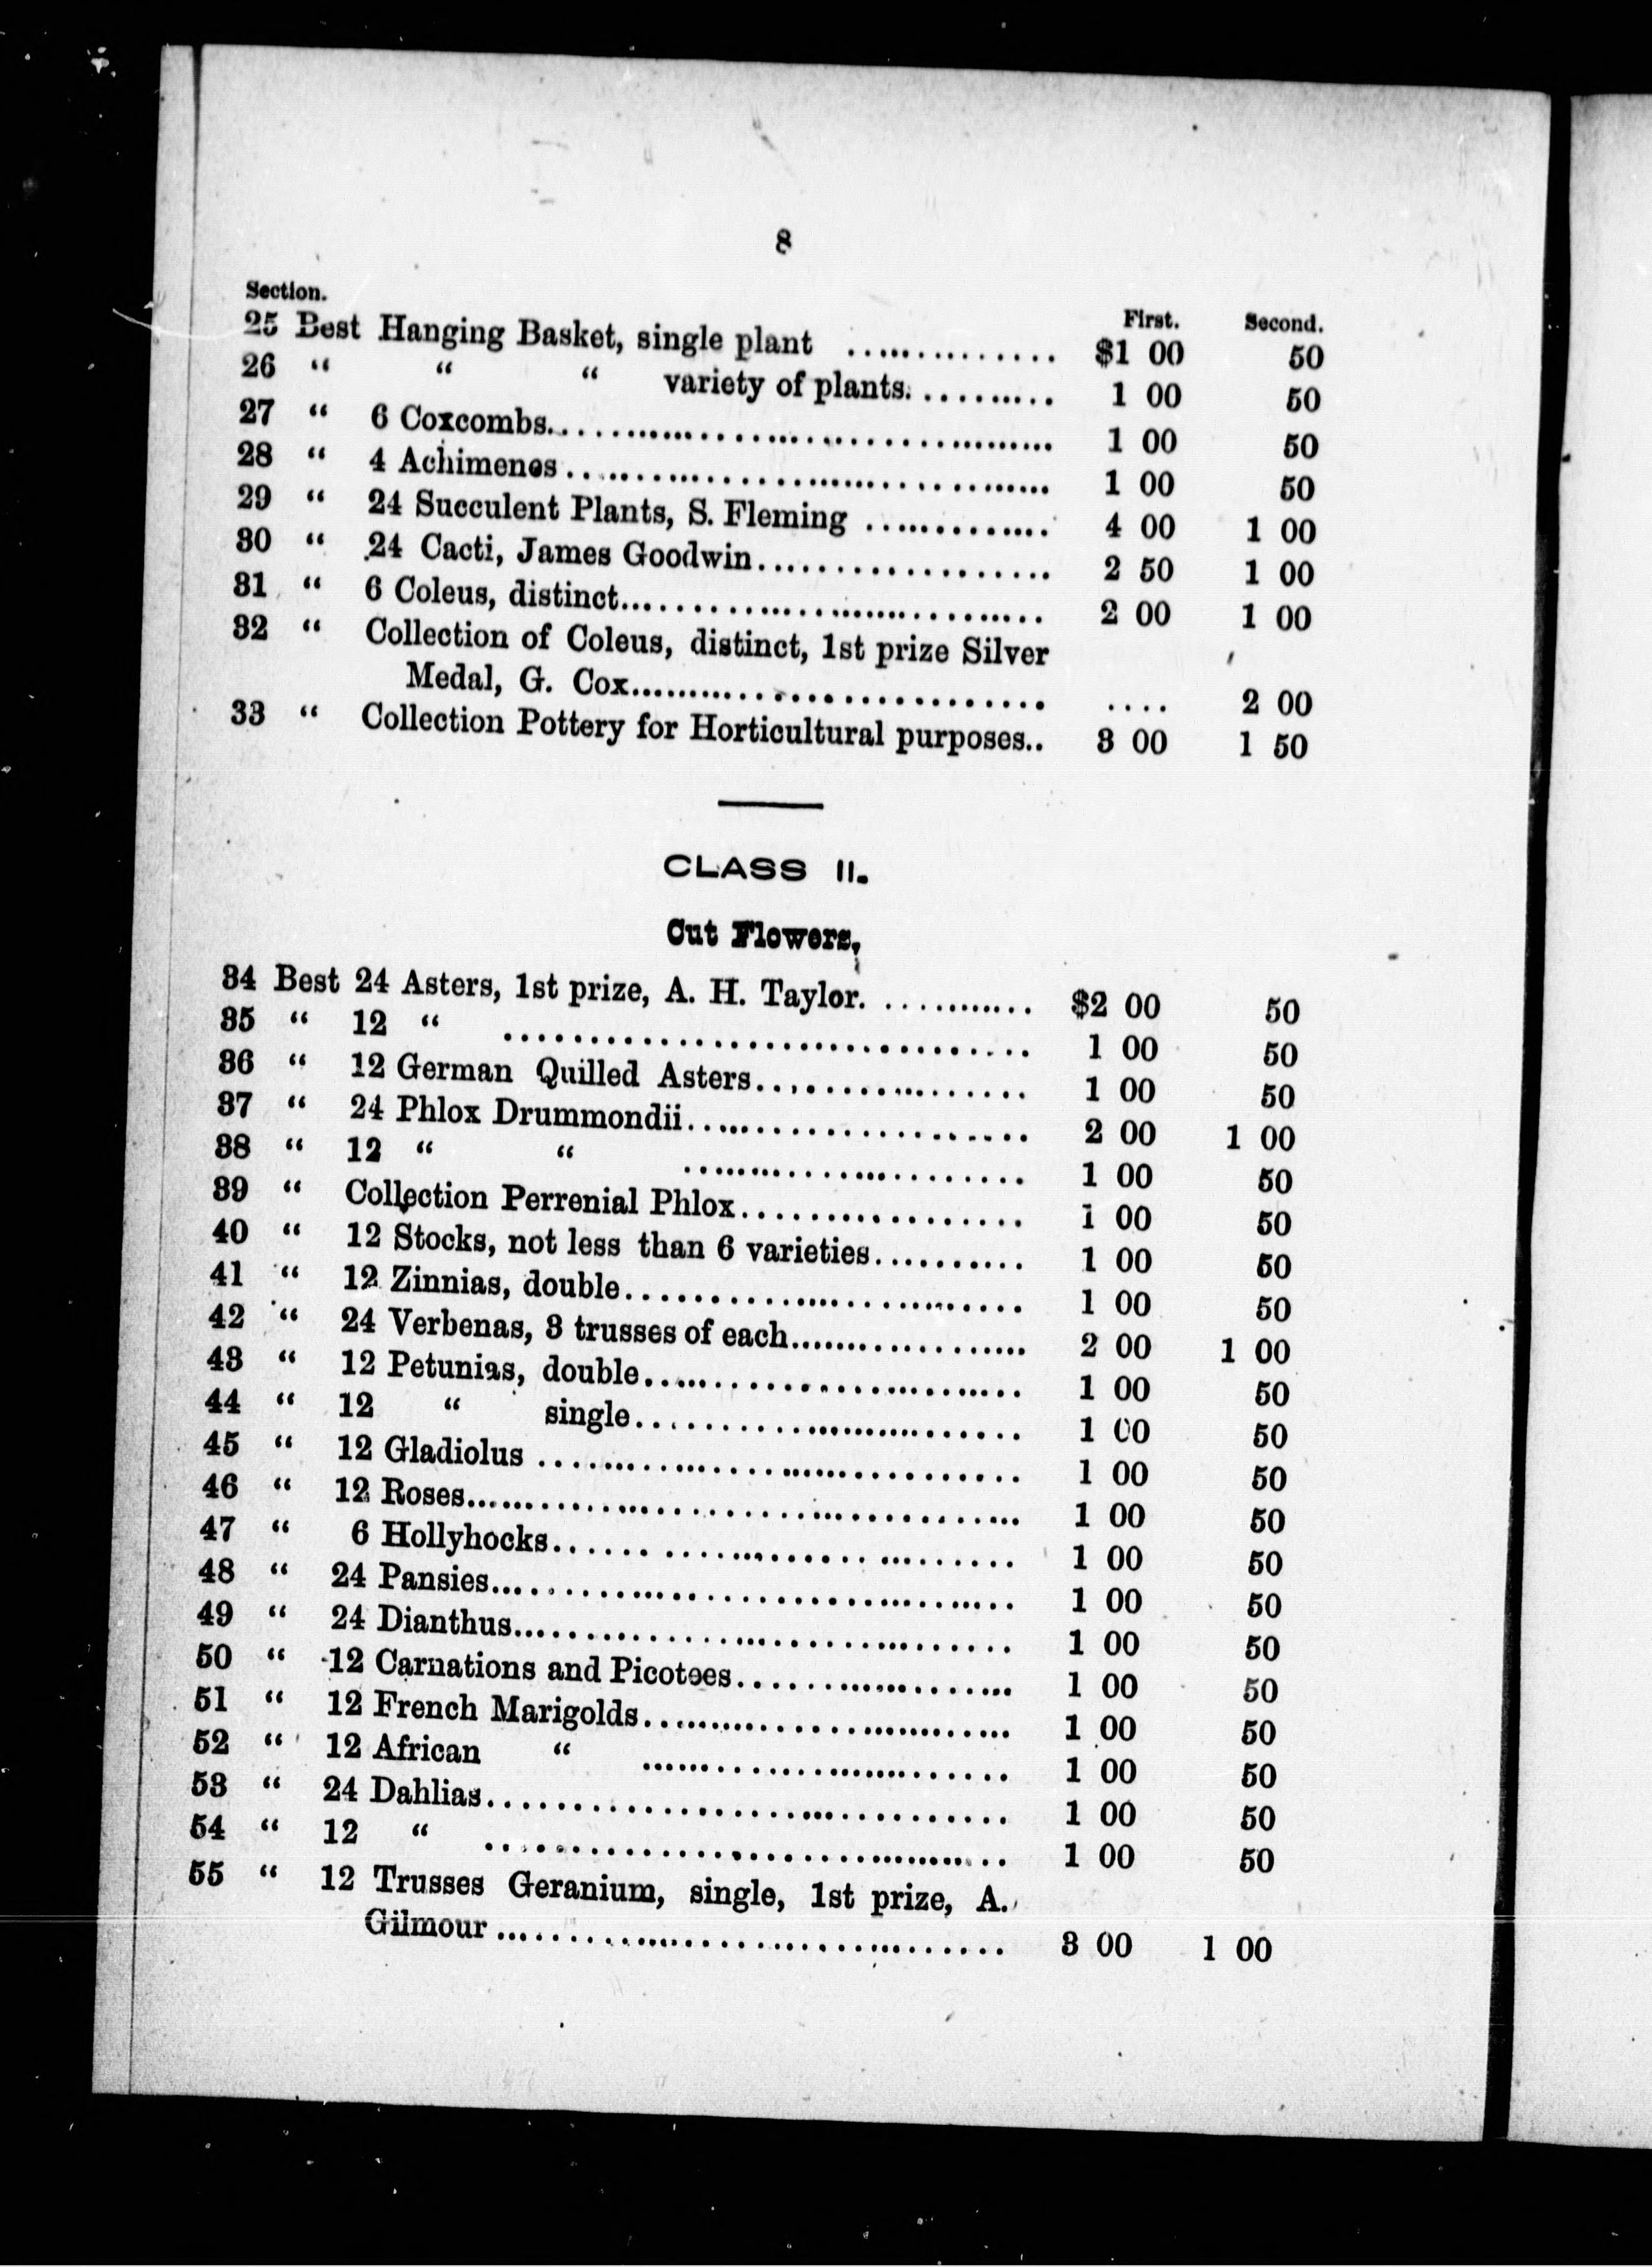 8
Section. First. Second.
25 Best Hanging Basket, single plant .............. $1 00 50
26 “ “ “ variety of plants.......... 1 00 50
27 “ 6 Coxcombs.............................. 1 00 50
28 “ 4 Achimenes.............................. 1 00 50
29 “ 24 Succulent Plants, S. Fleming ............ 4 00 1 00
30 “ 24 Cacti, James Goodwin.................. 2 50 1 00
31 “ 6 Coleus, distinct........................ 2 00 1 00
32 “ Collection of Coleus, distinct, 1st prize Silver
Medal, G. Cox........................ .... 2 00
33 “ Collection Pottery for Horticultural purposes.. 3 00 1 50
CLASS II.
Cut Flowers,
34 Best 24 Asters, 1st prize, A. H. Taylor. ........... $2 00 50
35 “ 12 “ .............................. 1 00 50
36 “ 12 German Quilled Asters.................. 1 00 50
37 “ 24 Phlox Drummondii..................... 2 00 1 00
38 “ 12 “ “ ..................... 1 00 50
39 “ Collection Perrenial Phlox................. 1 00 50
40 “ 12 Stocks, not less than 6 varieties.......... 1 00 50
41 “ 12 Zinnias, double........................ 1 00 50
42 “ 24 Verbenas, 3 trusses of each............... 2 00 1 00
43 “ 12 Petunias, double........................ 1 00 50
44 “ 12 “ single........................ 1 00 50
45 “ 12 Gladiolus .............................. 1 00 50
46 “ 12 Roses................................. 1 00 50
47 “ 6 Hollyhocks...... ..................... 1 00 50
48 “ 24 Pansies.............................. 1 00 50
49 “ 24 Dianthus.............................. 1 00 50
50 “ 12 Carnations and Picotees.................. 1 00 50
51 “ 12 French Marigolds........................ 1 00 50
52 “ 12 African “ ........................ 1 00 50
53 “ 24 Dahlias.............................. 1 00 50
54 “ 12 “ .............................. 1 00 50
55 “ 12 Trusses Geranium, single, 1st prize, A.
Gilmour .............................. 3 00 1 00